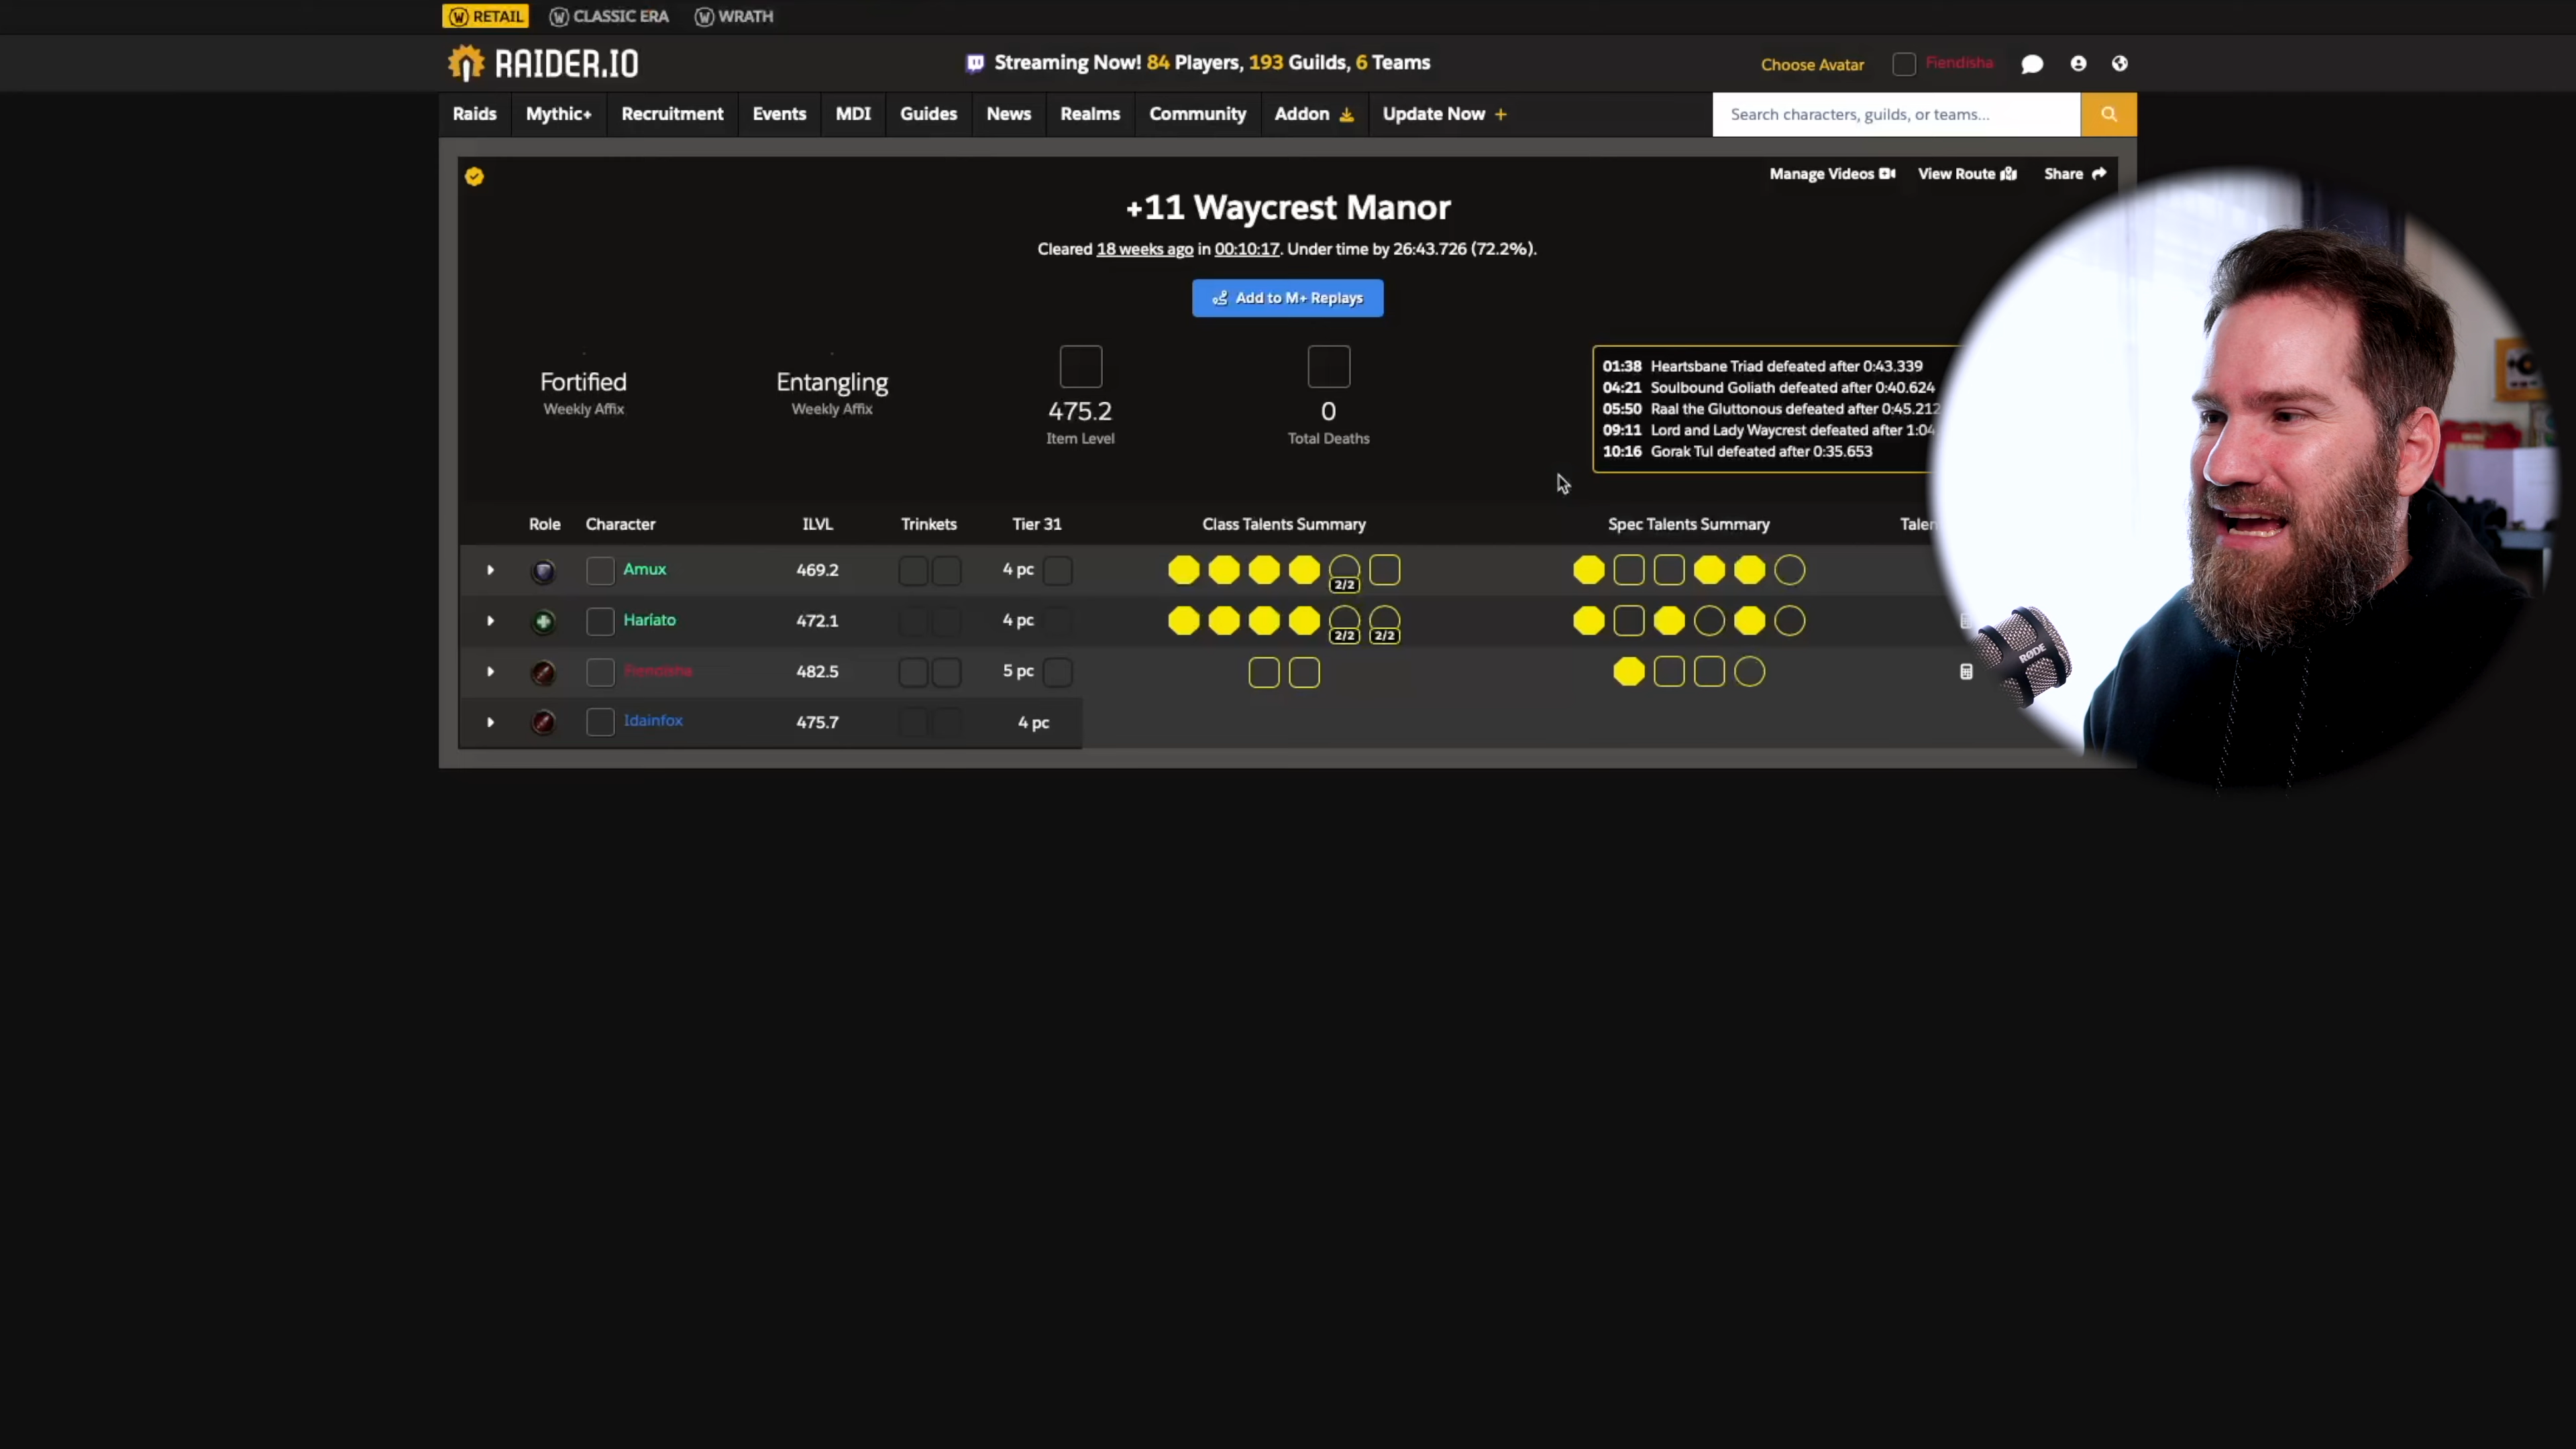 RETAIL CLASSIC ERA WRATH
RAIDER.IO Streaming Now! 84 Players, 193 Guilds, 6 Teams Choose Avatar Fiendisha
Raids Mythic+ Recruitment Events MDI Guides News Realms Community Addon Update Now + Search characters, guilds, or teams...
Manage Videos View Route Share
+11 Waycrest Manor
Cleared 18 weeks ago in 00:10:17. Under time by 26:43.726 (72.2%).
Add to M+ Replays
Fortified
Weekly Affix
Entangling
Weekly Affix
475.2
Item Level
0
Total Deaths
01:38 Heartsbane Triad defeated after 0:43.339
04:21 Soulbound Goliath defeated after 0:40.624
05:50 Raal the Gluttonous defeated after 0:45.212
09:11 Lord and Lady Waycrest defeated after 1:04
10:16 Gorak Tul defeated after 0:35.653
Role Character ILVL Trinkets Tier 31 Class Talents Summary Spec Talents Summary Talen
Amux 469.2 4 pc 2/2
Harlato 472.1 4 pc 2/2 2/2
Fiendisha 482.5 5 pc
Idainfox 475.7 4 pc
RØDE